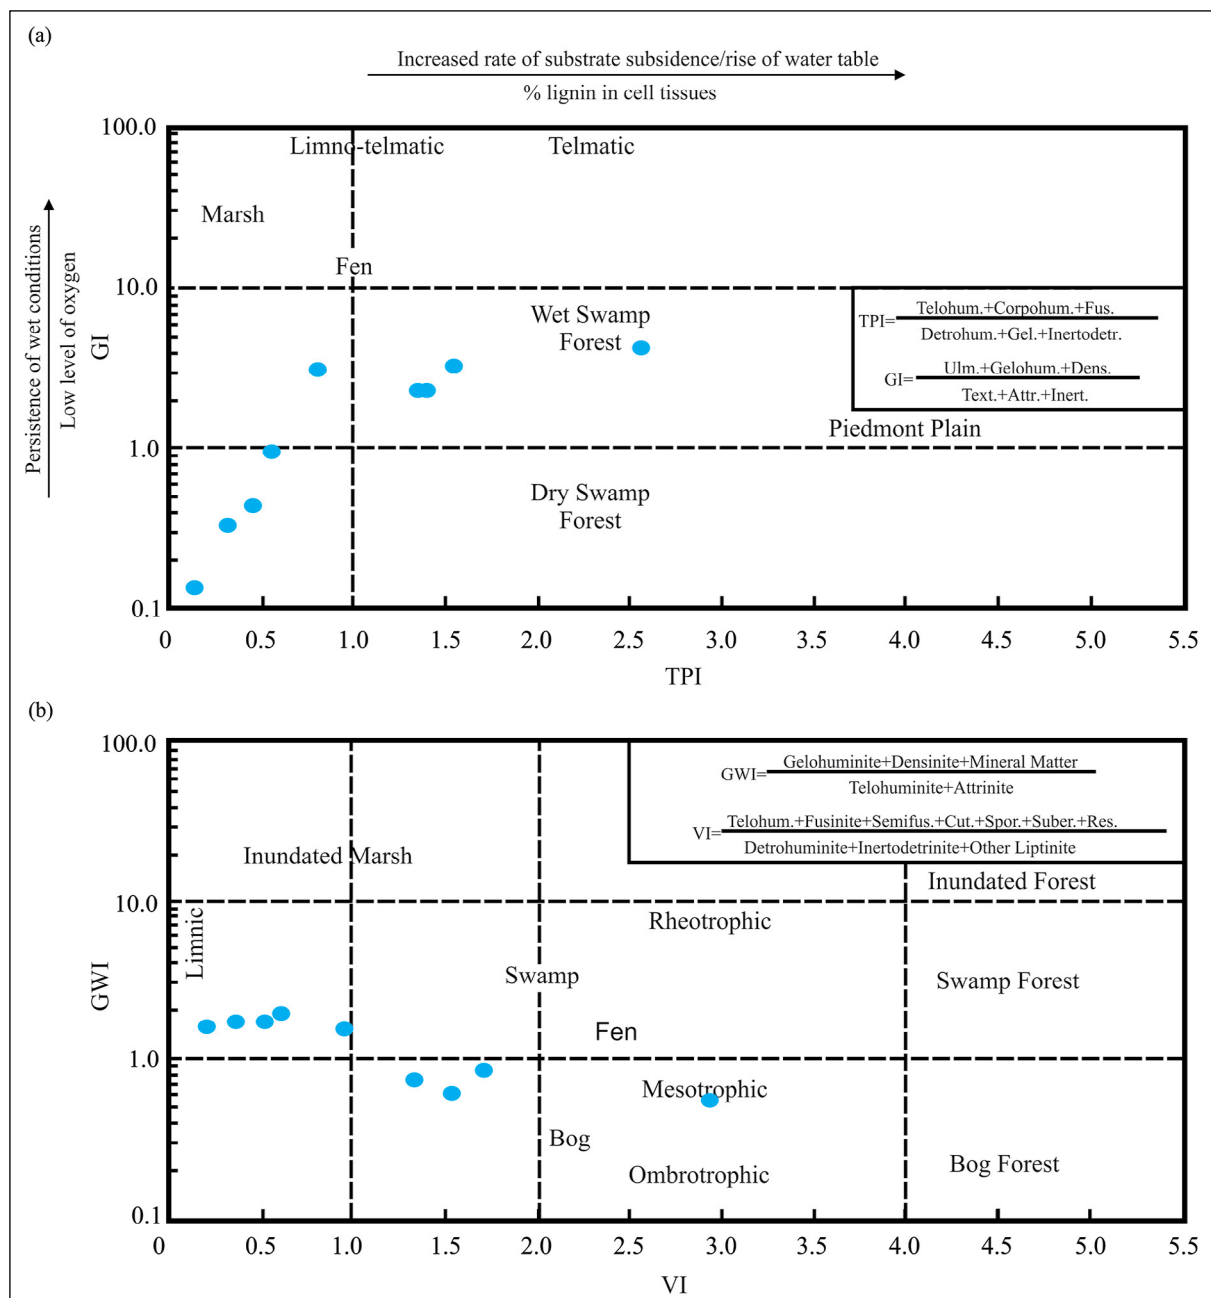 (a)
Increased rate of substrate subsidence/rise of water table
% lignin in cell tissues
Persistence of wet conditions
Low level of oxygen
GI
100.0
10.0
1.0
0.1
Limno-telmatic
Telmatic
Marsh
Fen
Wet Swamp
Forest
TPI=
Telohum.+Corpohum.+Fus.
Detrohum.+Gel.+Inertodetr.
GI=
Ulm.+Gelohum.+Dens.
Text.+Attr.+Inert.
Piedmont Plain
Dry Swamp
Forest
0 0.5 1.0 1.5 2.0 2.5 3.0 3.5 4.0 4.5 5.0 5.5
TPI
(b)
GWI
100.0
10.0
1.0
0.1
GWI=
Gelohuminite+Densinite+Mineral Matter
Telohuminite+Attrinite
VI=
Telohum.+Fusinite+Semifus.+Cut.+Spor.+Suber.+Res.
Detrohuminite+Inertodetrinite+Other Liptinite
Inundated Marsh
Inundated Forest
Limnic
Rheotrophic
Swamp
Swamp Forest
Fen
Mesotrophic
Bog
Ombrotrophic
Bog Forest
0 0.5 1.0 1.5 2.0 2.5 3.0 3.5 4.0 4.5 5.0 5.5
VI